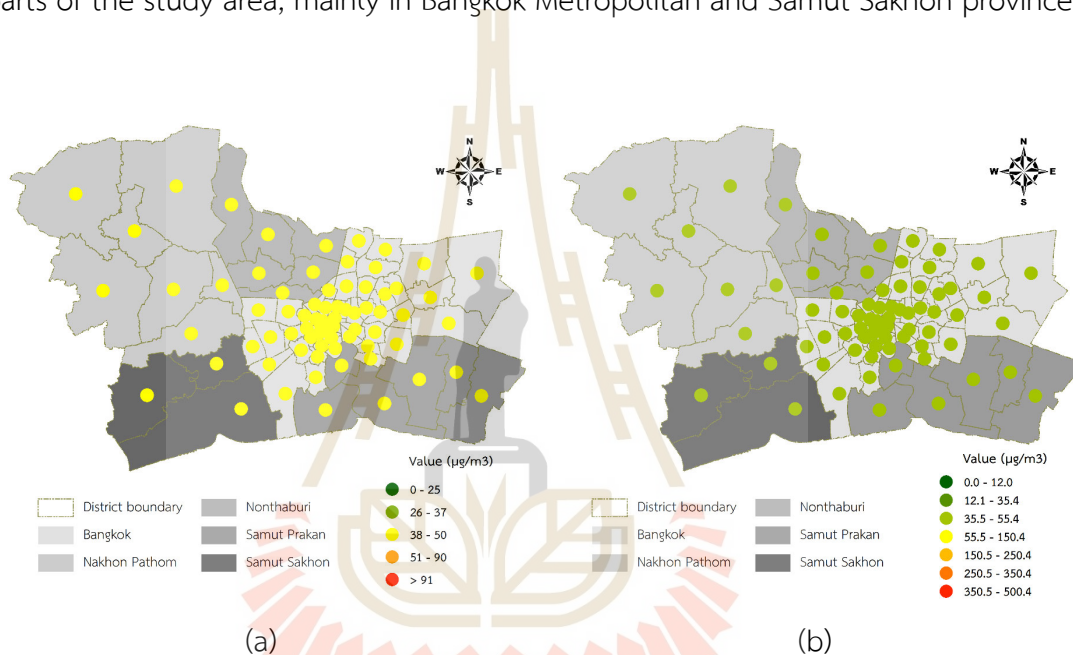 arts of the study area, mainly in Bangkok Metropolitan and Samut Sakhon province
N
W E
S
N
W E
S
Value (µg/m3)
0 - 25
26 - 37
38 - 50
51 - 90
> 91
District boundary
Bangkok
Nakhon Pathom
Nonthaburi
Samut Prakan
Samut Sakhon
Value (µg/m3)
0.0 - 12.0
12.1 - 35.4
35.5 - 55.4
55.5 - 150.4
150.5 - 250.4
250.5 - 350.4
350.5 - 500.4
District boundary
Bangkok
Nakhon Pathom
Nonthaburi
Samut Prakan
Samut Sakhon
(a)
(b)